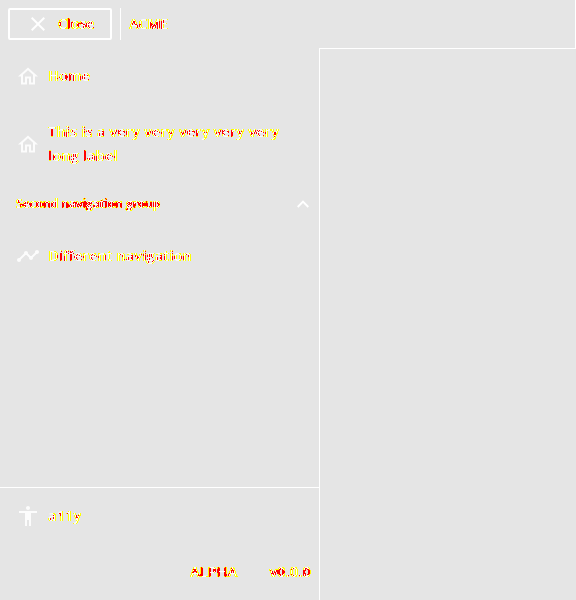 Close
Home
This is a very very very very very
long label
Second navigation group
Different navigation
a11y
ALPHA v0.0.0